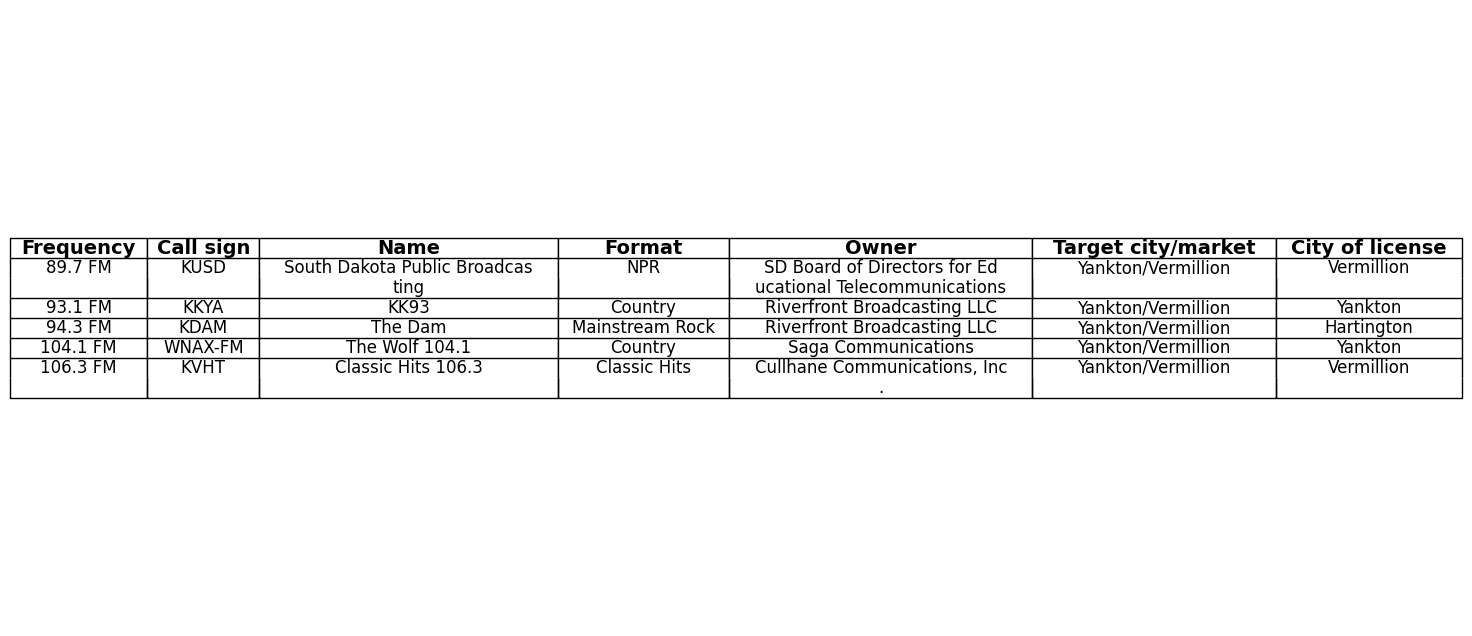 Frequency Call sign Name Format Owner Target city/market City of license
89.7 FM KUSD South Dakota Public Broadcas NPR SD Board of Directors for Ed Yankton/Vermillion Vermillion
ting ucational Telecommunications
93.1 FM KKYA KK93 Country Riverfront Broadcasting LLC Yankton/Vermillion Yankton
94.3 FM KDAM The Dam Mainstream Rock Riverfront Broadcasting LLC Yankton/Vermillion Hartington
104.1 FM WNAX-FM The Wolf 104.1 Country Saga Communications Yankton/Vermillion Yankton
106.3 FM KVHT Classic Hits 106.3 Classic Hits Cullhane Communications, Inc Yankton/Vermillion Vermillion
.